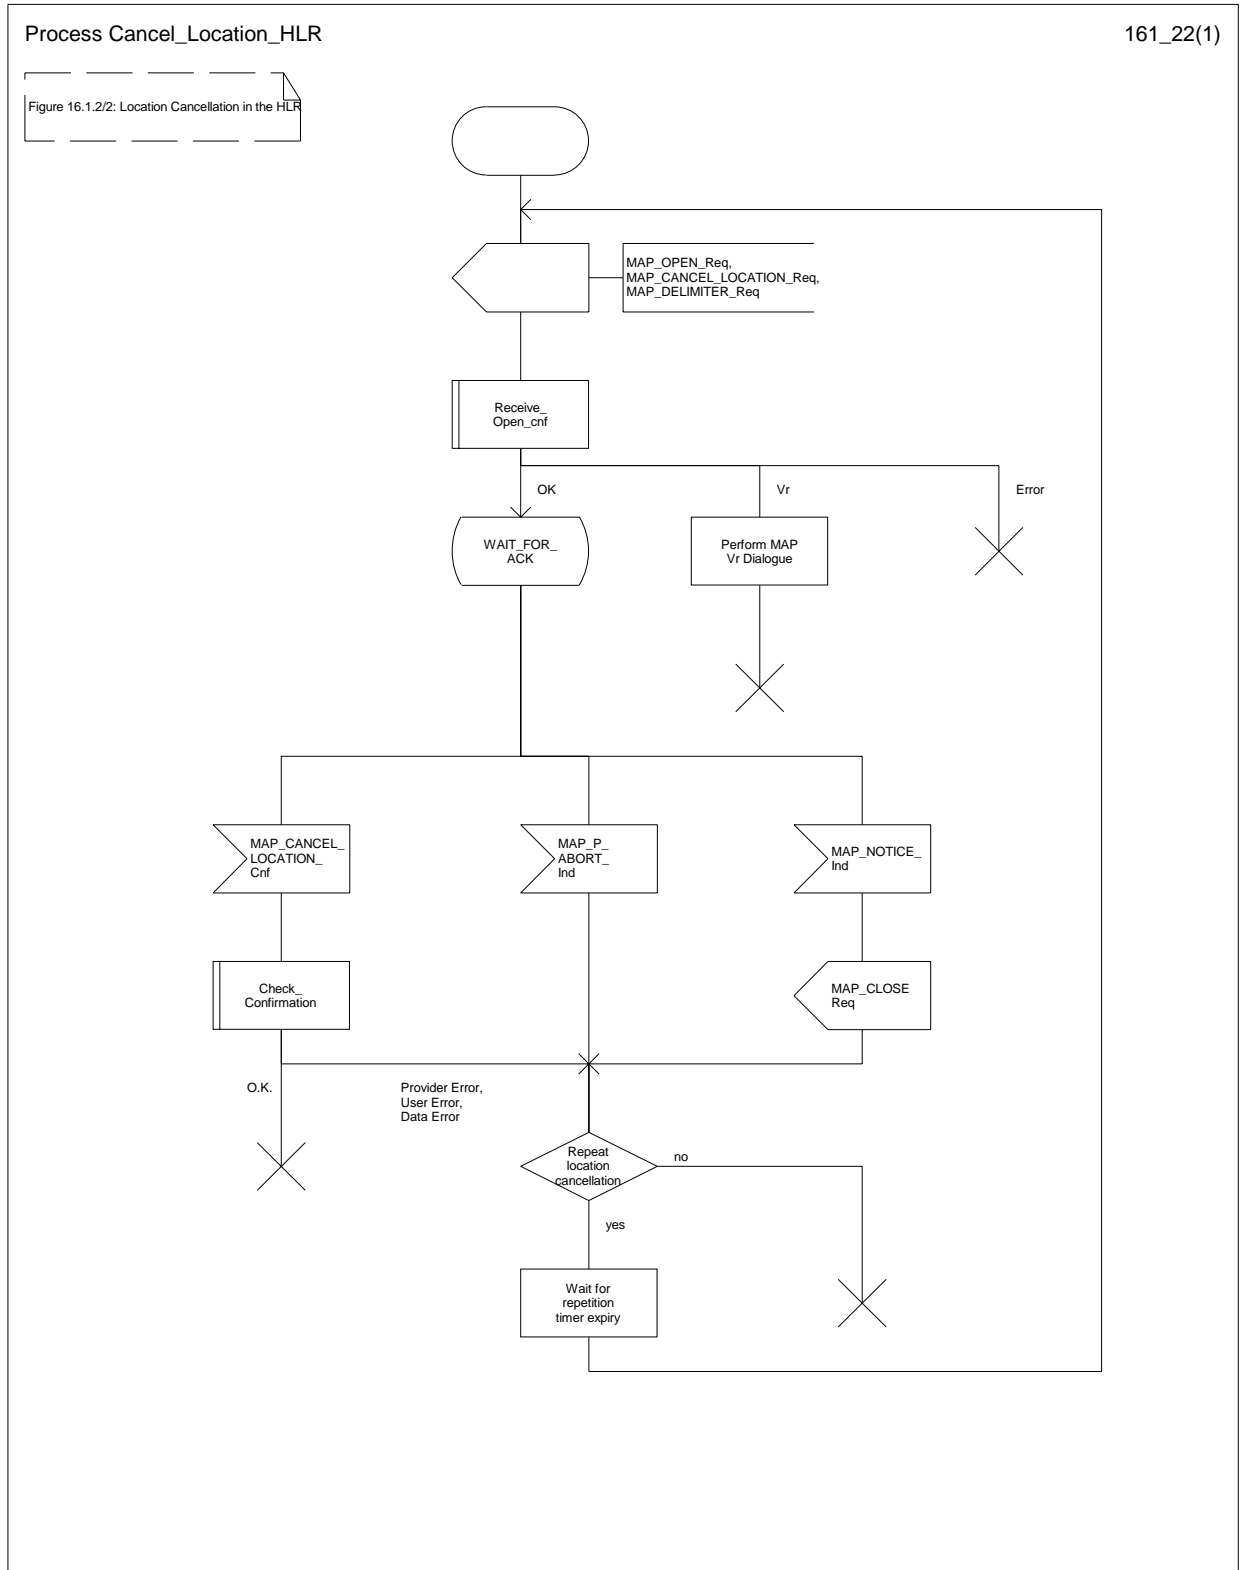 Process Cancel_Location_HLR
161_22(1)
Figure 16.1.2/2: Location Cancellation in the HLR
MAP_OPEN_Req,
MAP_CANCEL_LOCATION_Req,
MAP_DELIMITER_Req
Receive_
Open_cnf
OK
Vr
Error
WAIT_FOR_
ACK
Perform MAP
Vr Dialogue
MAP_CANCEL_
LOCATION_
Cnf
MAP_P_
ABORT_
Ind
MAP_NOTICE_
Ind
Check_
Confirmation
MAP_CLOSE
Req
O.K.
Provider Error,
User Error,
Data Error
Repeat
location
cancellation
no
yes
Wait for
repetition
timer expiry